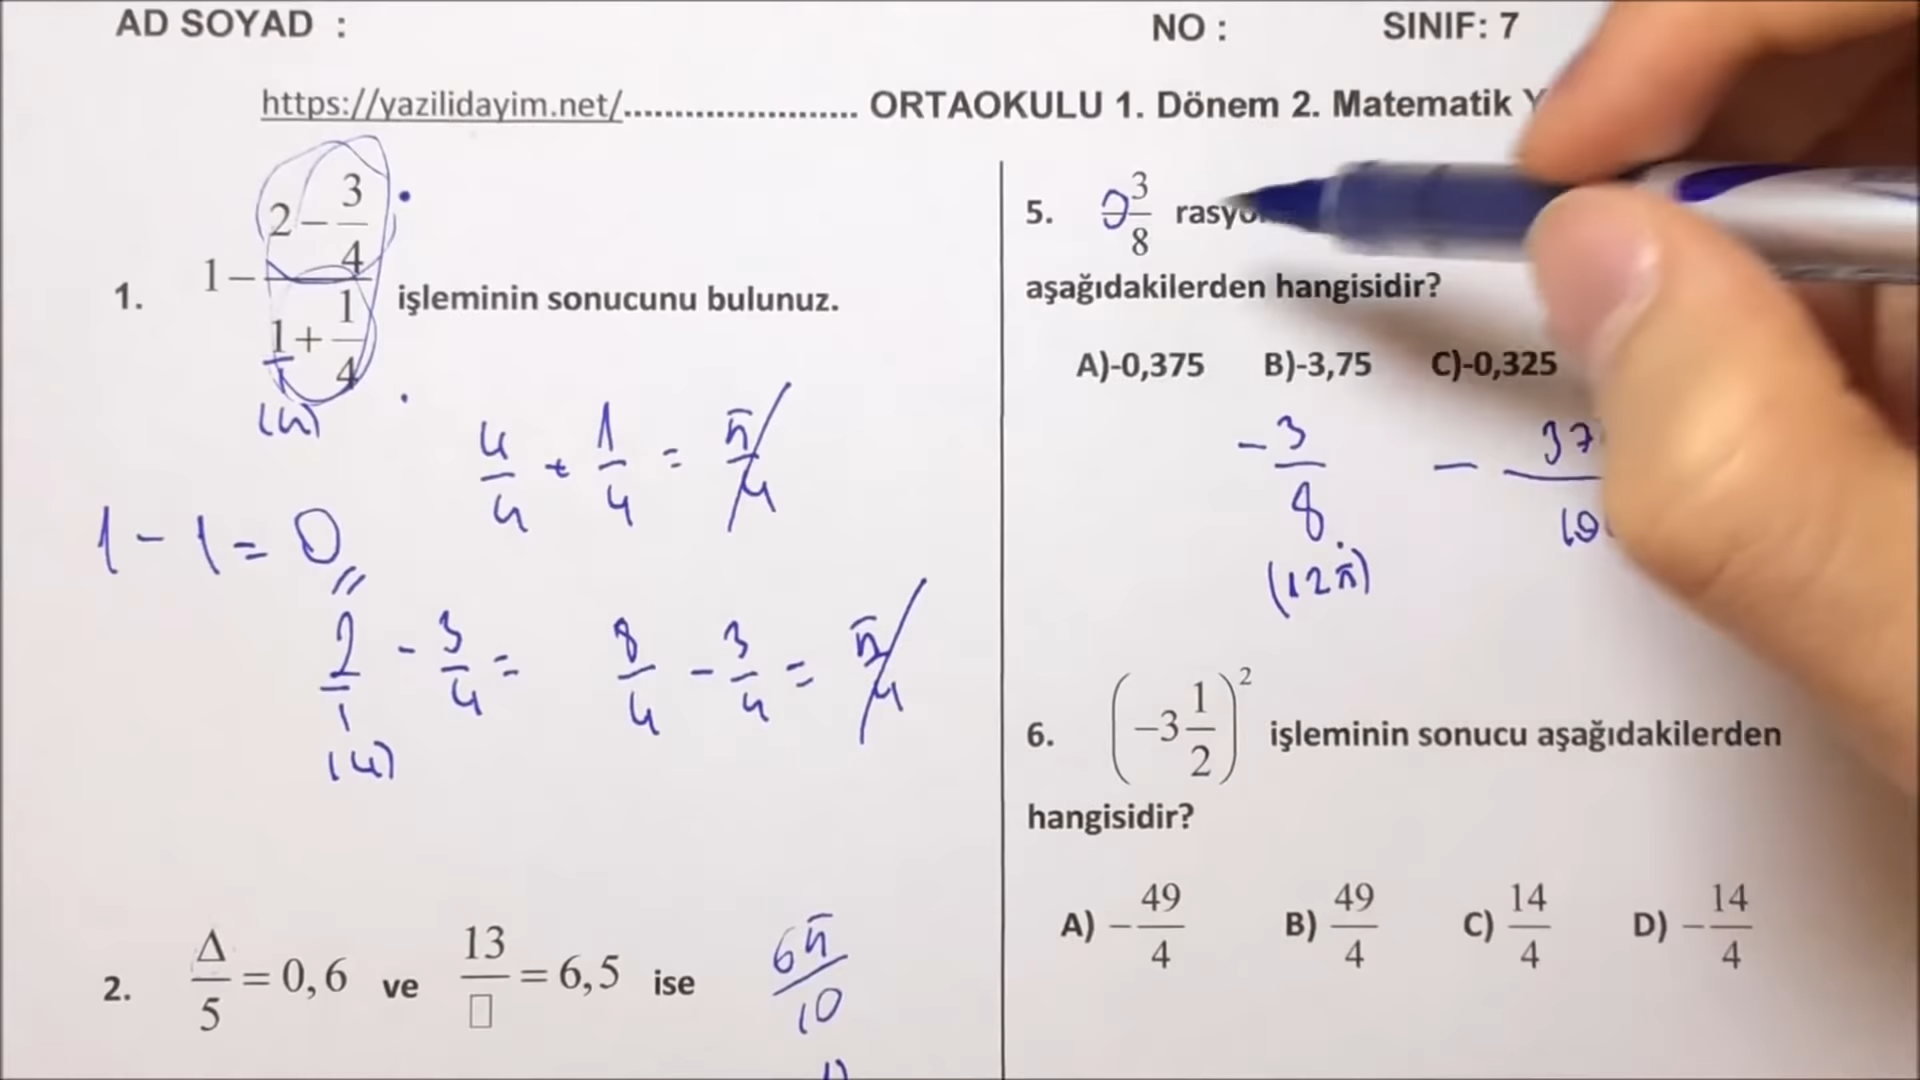 AD SOYAD :
NO :
SINIF: 7
https://yazilidayim.net/....................... ORTAOKULU 1. Dönem 2. Matematik
1. 1 - (2 - 3/4)/(1 + 1/4) işleminin sonucunu bulunuz.
1
(4)
4/4 + 1/4 = 5/4
1 - 1 = 0
2/1 - 3/4 = 8/4 - 3/4 = 5/4
(4)
2. Δ/5 = 0,6 ve 13/□ = 6,5 ise
65/10
5. 3/8
aşağıdakilerden hangisidir?
A)-0,375 B)-3,75 C)-0,325
-3/8 -
(125)
6. (-3 1/2)² işleminin sonucu aşağıdakilerden
hangisidir?
A) -49/4 B) 49/4 C) 14/4 D) -14/4